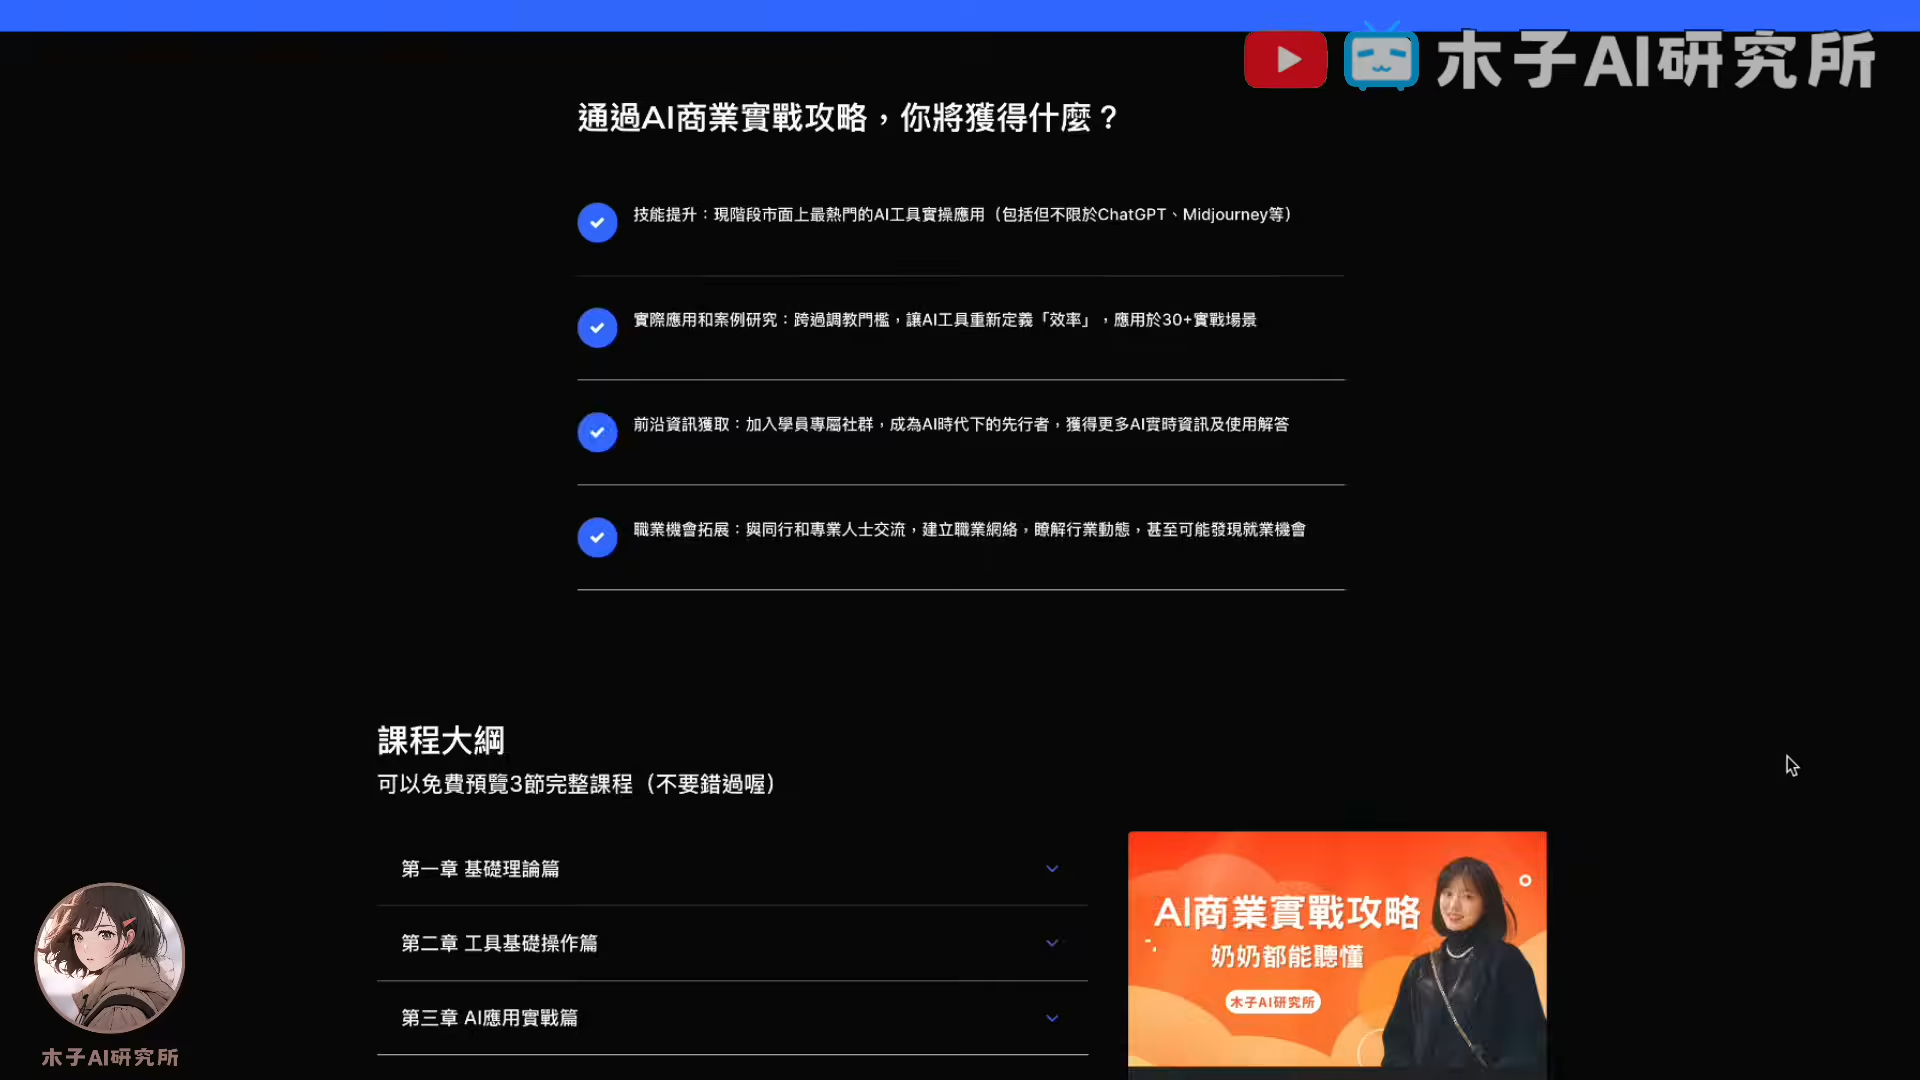 木子AI研究所
通過AI商業實戰攻略，你將獲得什麼？
技能提升：現階段市面上最熱門的AI工具實操應用（包括但不限於ChatGPT、Midjourney等）
實際應用和案例研究：跨過調教門檻，讓AI工具重新定義「效率」，應用於30+實戰場景
前沿資訊獲取：加入學員專屬社群，成為AI時代下的先行者，獲得更多AI實時資訊及使用解答
職業機會拓展：與同行和專業人士交流，建立職業網絡，瞭解行業動態，甚至可能發現就業機會
課程大綱
可以免費預覽3節完整課程（不要錯過喔）
第一章 基礎理論篇
第二章 工具基礎操作篇
第三章 AI應用實戰篇
AI商業實戰攻略
奶奶都能聽懂
木子AI研究所
木子AI研究所